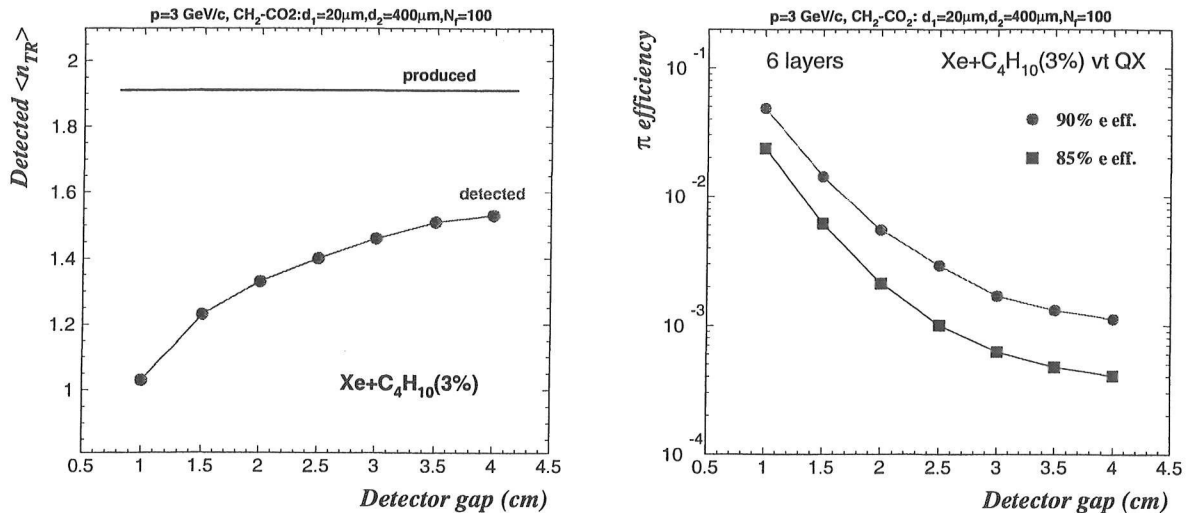 p=3 GeV/c, CH2-CO2:d1=20μm,d2=400μm,Nf=100
Detected <nTR>
2
1.8
1.6
1.4
1.2
1
produced
detected
Xe+C4H10(3%)
0.5 1 1.5 2 2.5 3 3.5 4 4.5
Detector gap (cm)
p=3 GeV/c, CH2-CO2: d1=20μm,d2=400μm,Nf=100
π efficiency
10-1
10-2
10-3
10-4
6 layers Xe+C4H10(3%) vt QX
90% e eff.
85% e eff.
0.5 1 1.5 2 2.5 3 3.5 4 4.5
Detector gap (cm)